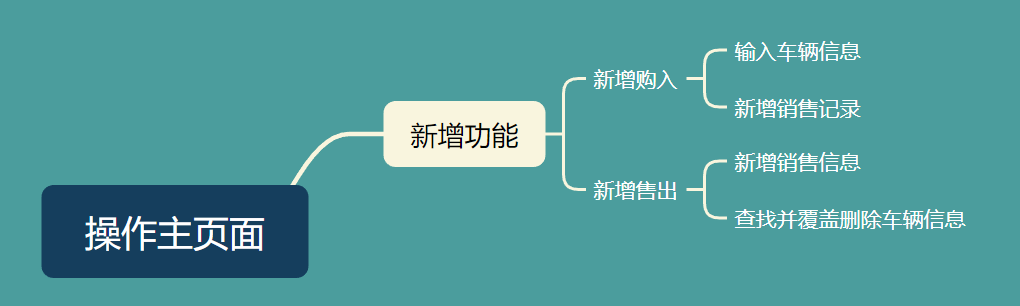 操作主页面
新增功能
新增购入
输入车辆信息
新增销售记录
新增售出
新增销售信息
查找并覆盖删除车辆信息